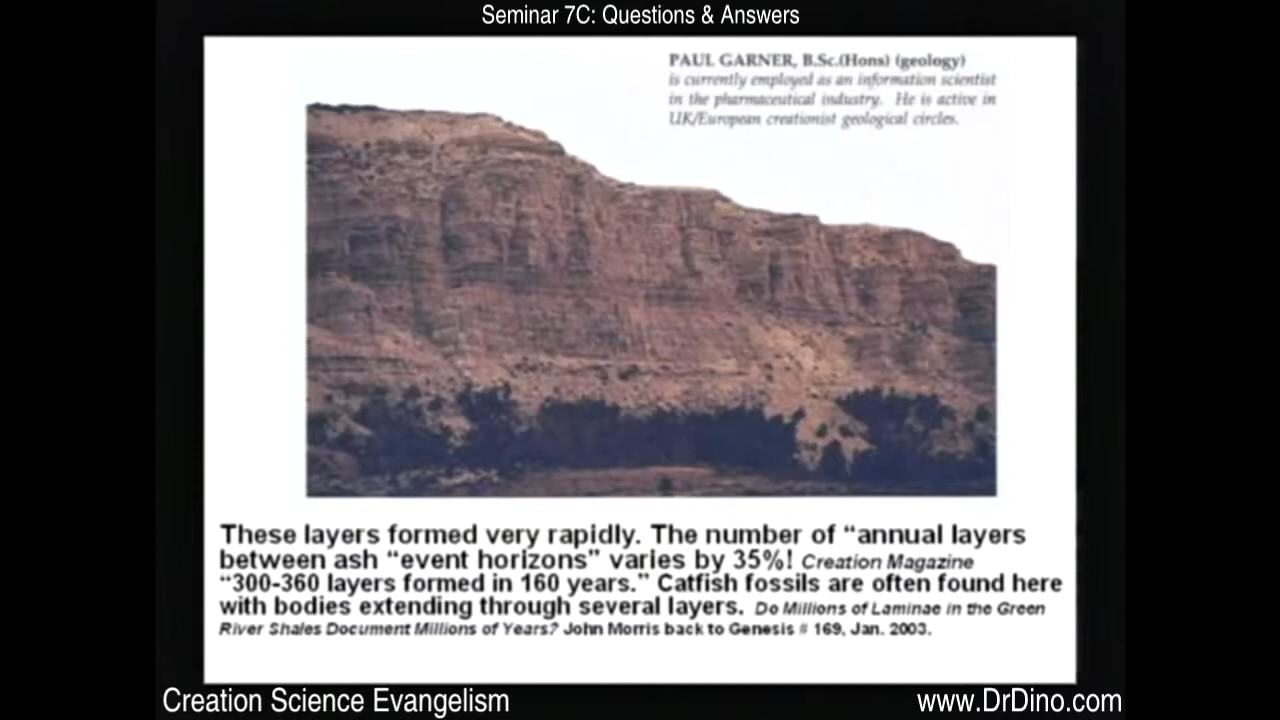 Seminar 7C: Questions & Answers
PAUL GARNER, B.Sc.(Hons) (geology)
is currently employed as an information scientist
in the pharmaceutical industry. He is active in
UK/European creationist geological circles.
These layers formed very rapidly. The number of “annual layers
between ash “event horizons” varies by 35%! Creation Magazine
“300-360 layers formed in 160 years.” Catfish fossils are often found here
with bodies extending through several layers. Do Millions of Laminae in the Green
River Shales Document Millions of Years? John Morris back to Genesis # 169, Jan. 2003.
Creation Science Evangelism
www.DrDino.com